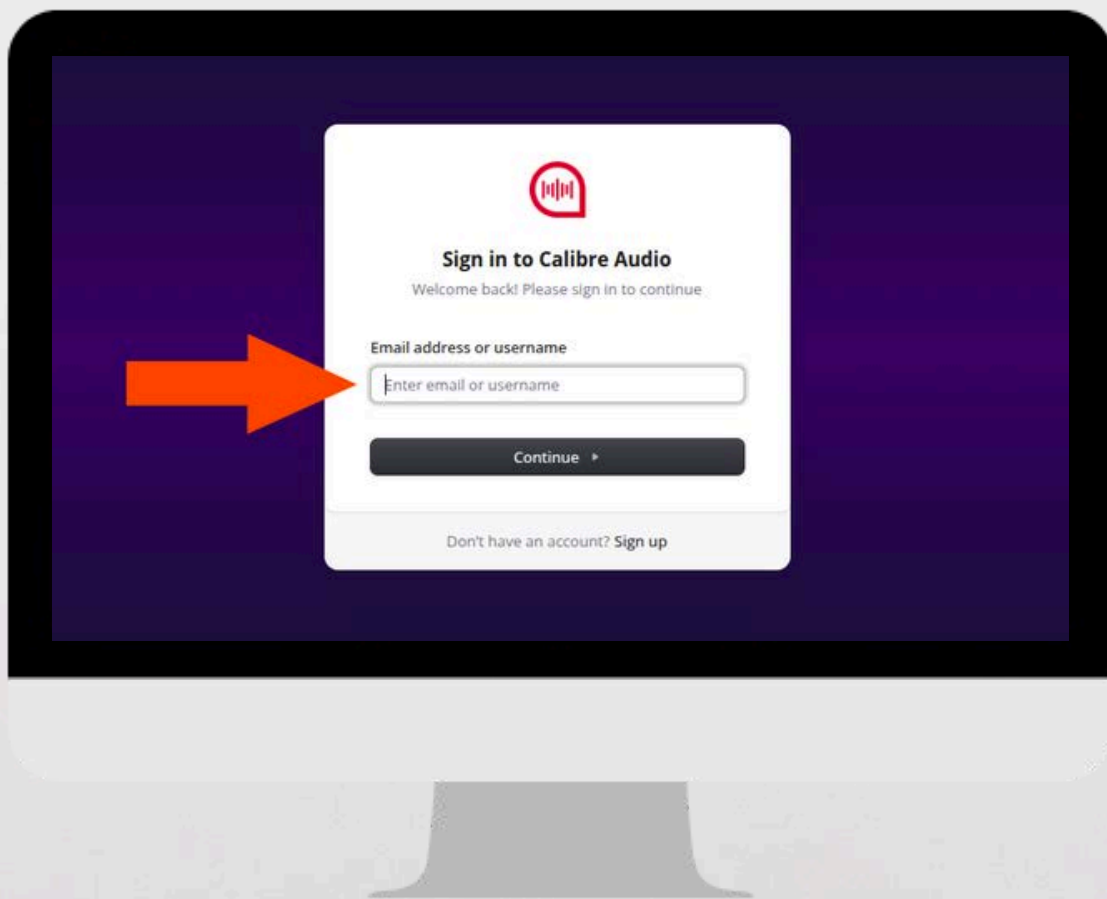 Sign in to Calibre Audio
Welcome back! Please sign in to continue
Email address or username
Enter email or username
Continue
Don't have an account? Sign up